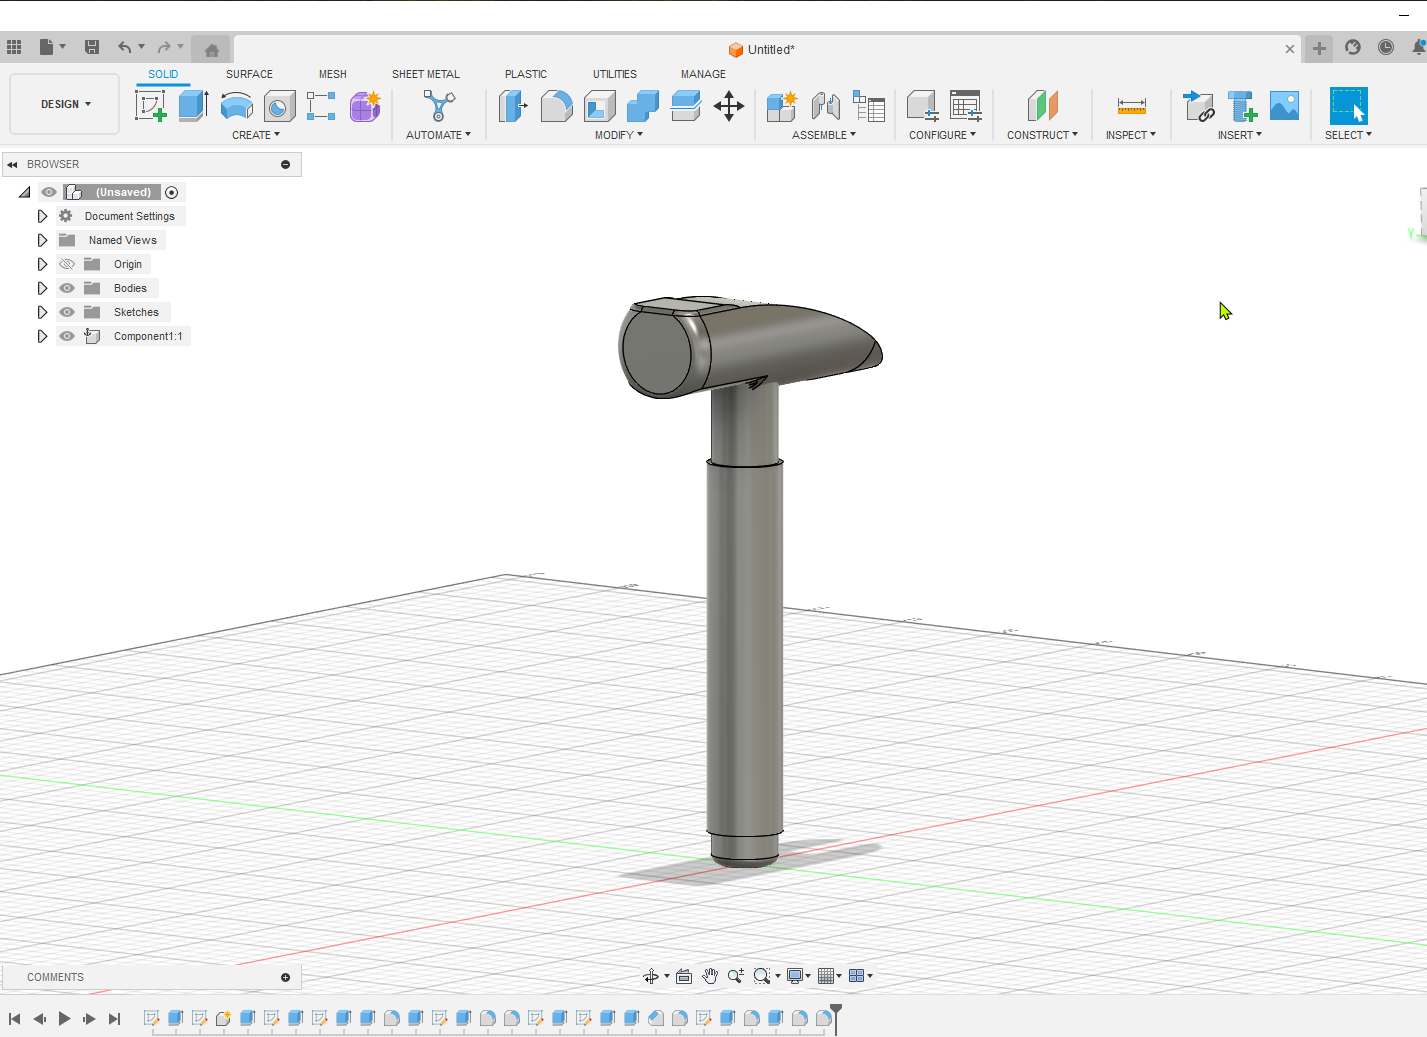 Untitled*
SOLID SURFACE MESH SHEET METAL PLASTIC UTILITIES MANAGE
DESIGN
CREATE AUTOMATE MODIFY ASSEMBLE CONFIGURE CONSTRUCT INSPECT INSERT SELECT
BROWSER
(Unsaved)
Document Settings
Named Views
Origin
Bodies
Sketches
Component1:1
Y
COMMENTS